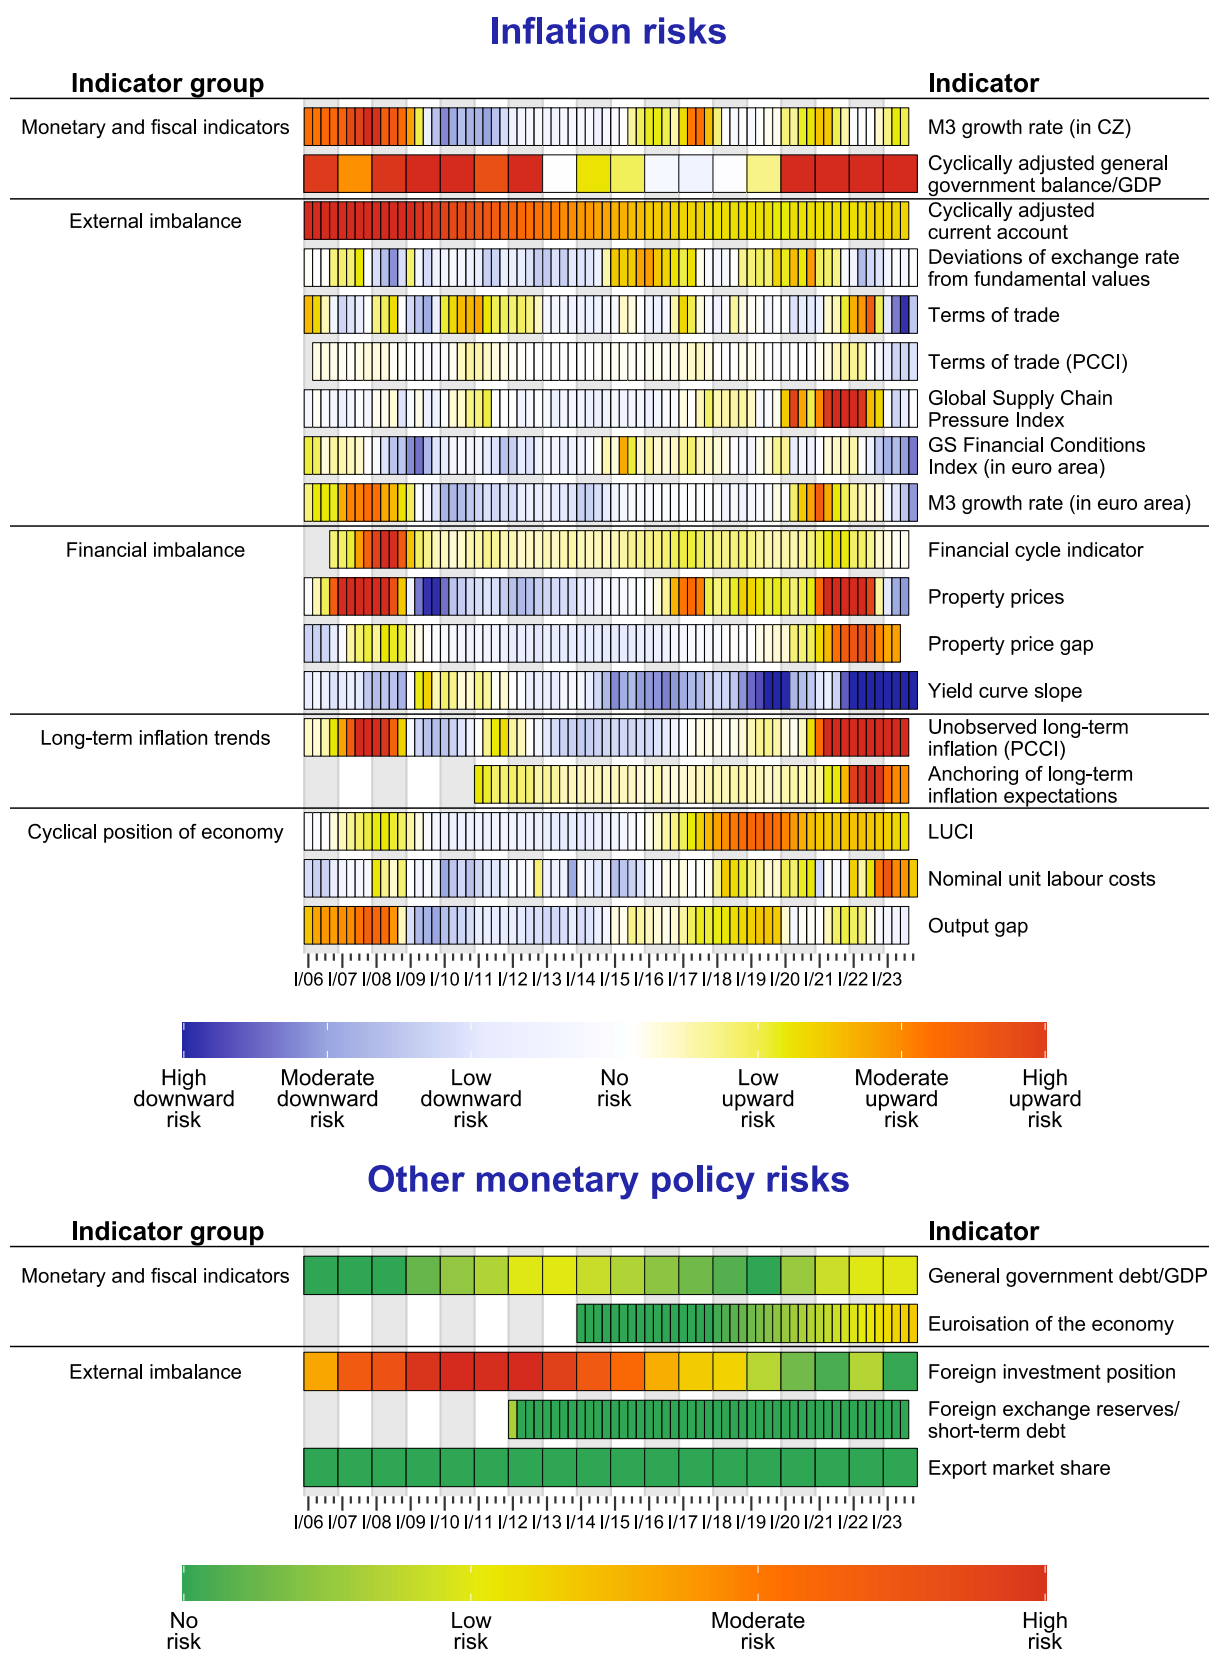 Inflation risks
Indicator group
Indicator
Monetary and fiscal indicators
M3 growth rate (in CZ)
Cyclically adjusted general
government balance/GDP
External imbalance
Cyclically adjusted
current account
Deviations of exchange rate
from fundamental values
Terms of trade
Terms of trade (PCCI)
Global Supply Chain
Pressure Index
GS Financial Conditions
Index (in euro area)
M3 growth rate (in euro area)
Financial imbalance
Financial cycle indicator
Property prices
Property price gap
Yield curve slope
Long-term inflation trends
Unobserved long-term
inflation (PCCI)
Anchoring of long-term
inflation expectations
Cyclical position of economy
LUCI
Nominal unit labour costs
Output gap
I/06 I/07 I/08 I/09 I/10 I/11 I/12 I/13 I/14 I/15 I/16 I/17 I/18 I/19 I/20 I/21 I/22 I/23
High
downward
risk
Moderate
downward
risk
Low
downward
risk
No
risk
Low
upward
risk
Moderate
upward
risk
High
upward
risk
Other monetary policy risks
Indicator group
Indicator
Monetary and fiscal indicators
General government debt/GDP
Euroisation of the economy
External imbalance
Foreign investment position
Foreign exchange reserves/
short-term debt
Export market share
I/06 I/07 I/08 I/09 I/10 I/11 I/12 I/13 I/14 I/15 I/16 I/17 I/18 I/19 I/20 I/21 I/22 I/23
No
risk
Low
risk
Moderate
risk
High
risk